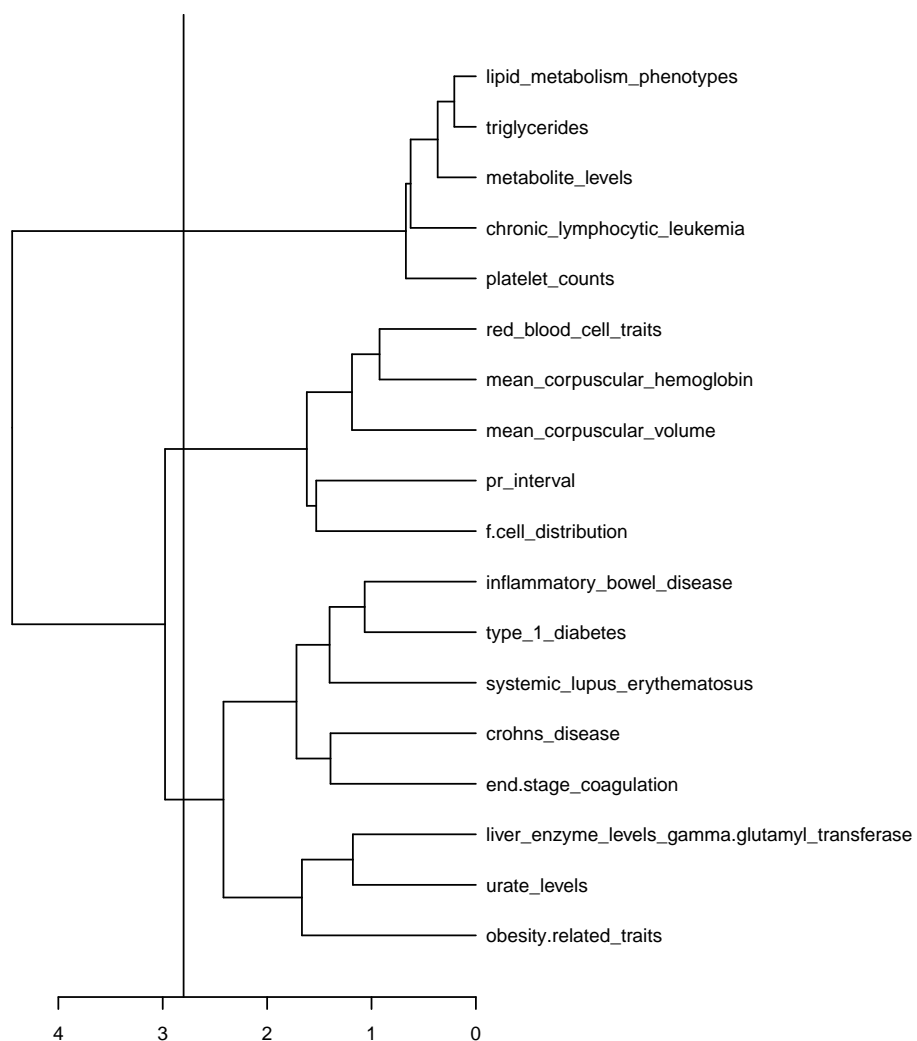 lipid_metabolism_phenotypes
triglycerides
metabolite_levels
chronic_lymphocytic_leukemia
platelet_counts
red_blood_cell_traits
mean_corpuscular_hemoglobin
mean_corpuscular_volume
pr_interval
f.cell_distribution
inflammatory_bowel_disease
type_1_diabetes
systemic_lupus_erythematosus
crohns_disease
end.stage_coagulation
liver_enzyme_levels_gamma.glutamyl_transferase
urate_levels
obesity.related_traits
4 3 2 1 0